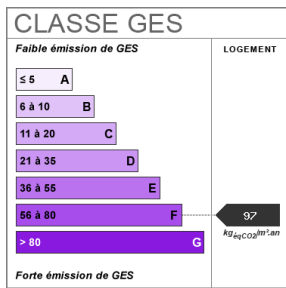 CLASSE GES
Faible émission de GES
LOGEMENT
≤ 5 A
6 à 10 B
11 à 20 C
21 à 35 D
36 à 55 E
56 à 80 F
97
kgéqCO2/m².an
> 80 G
Forte émission de GES